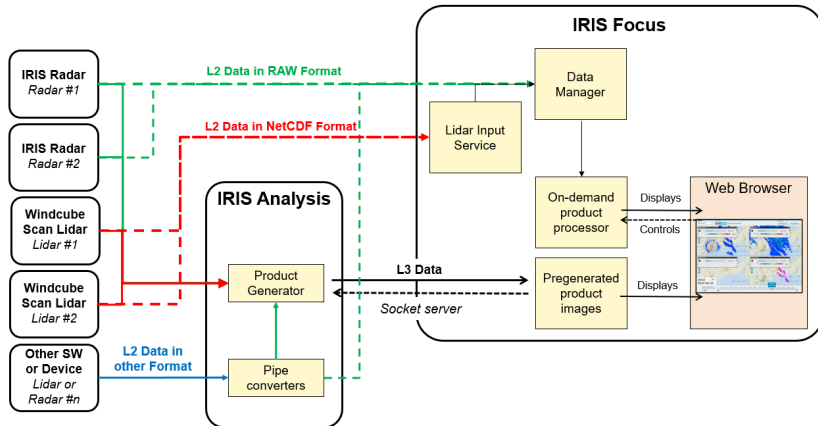 IRIS Focus
IRIS Radar
Radar #1
L2 Data in RAW Format
Data
Manager
IRIS Radar
Radar #2
L2 Data in NetCDF Format
Lidar Input
Service
IRIS Analysis
Windcube
Scan Lidar
Lidar #1
On-demand
product
processor
Displays
Controls
Web Browser
Windcube
Scan Lidar
Lidar #2
Product
Generator
L3 Data
Socket server
Pregenerated
product
images
Displays
Other SW
or Device
Lidar or
Radar #n
L2 Data in
other Format
Pipe
converters